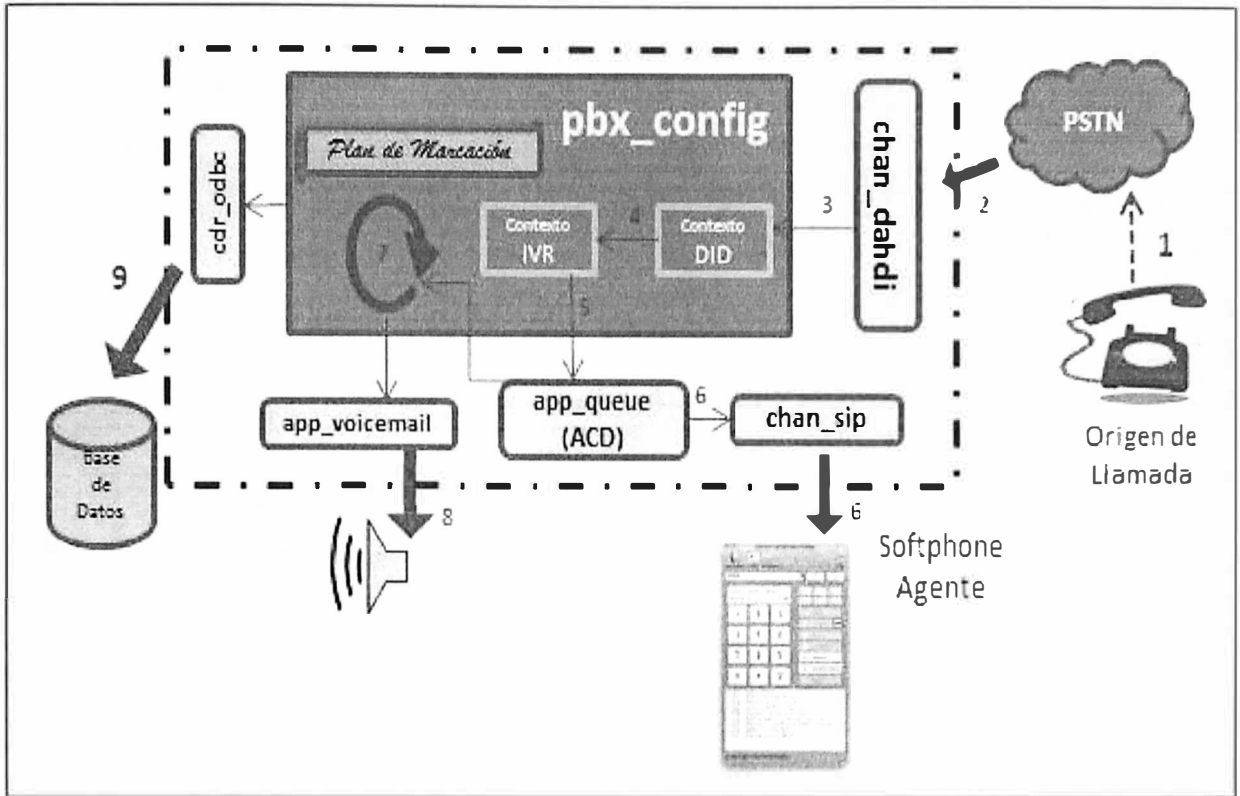 pbx_config
Plan de Marcación
cdr_odbc
chan_dahdi
PSTN
1
2
3
4
Contexto
IVR
Contexto
DID
5
7
9
app_voicemail
app_queue
(ACD)
6
chan_sip
Origen de
Llamada
Base
de
Datos
8
6
Softphone
Agente